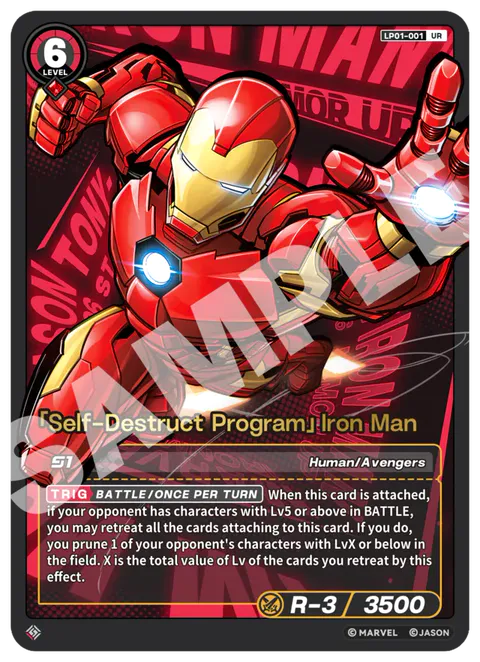 LP01-001 UR
6
LEVEL
IRON MAN
ARMOR UP
SAMPLE
「Self-Destruct Program」Iron Man
S1 Human/Avengers
TRIG BATTLE/ONCE PER TURN When this card is attached,
if your opponent has characters with Lv5 or above in BATTLE,
you may retreat all the cards attaching to this card. If you do,
you prune 1 of your opponent's characters with LvX or below in
the field. X is the total value of Lv of the cards you retreat by this
effect.
R-3 / 3500
©MARVEL ©JASON